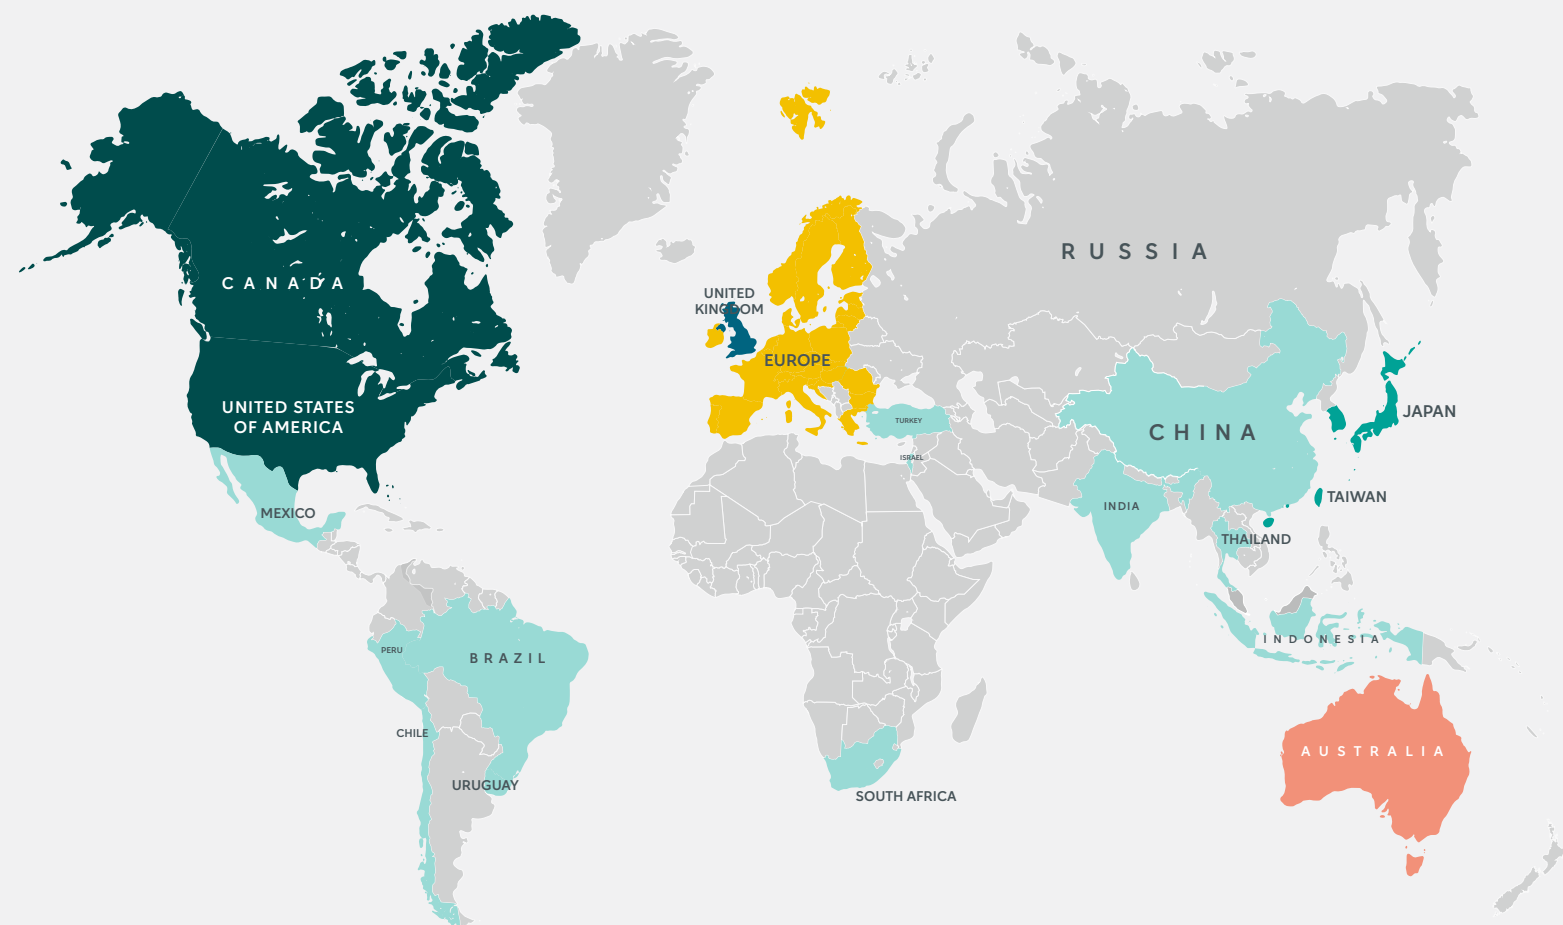 RUSSIA
CANADA
UNITED
KINGDOM
EUROPE
UNITED STATES
OF AMERICA
TURKEY
JAPAN
CHINA
ISRAEL
TAIWAN
INDIA
MEXICO
THAILAND
INDONESIA
PERU
BRAZIL
CHILE
AUSTRALIA
URUGUAY
SOUTH AFRICA